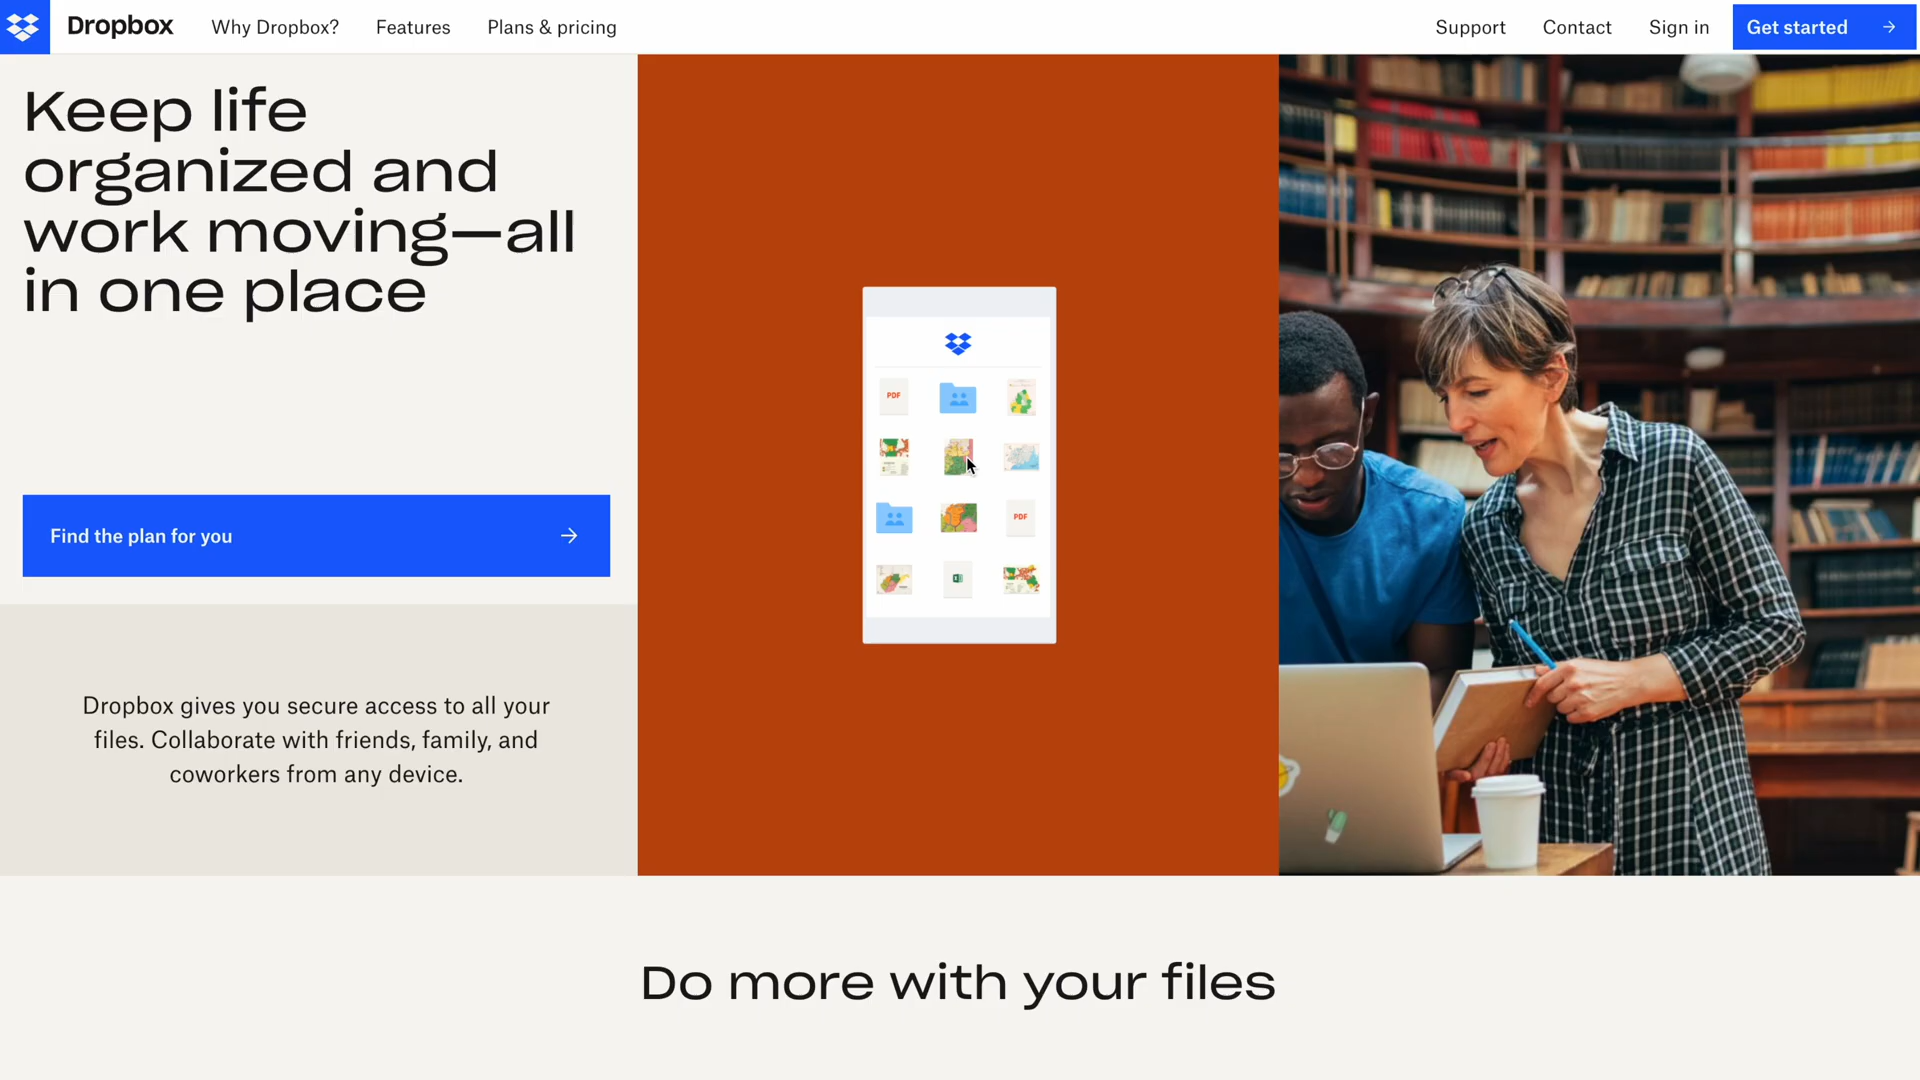 Dropbox
Why Dropbox?
Features
Plans & pricing
Support
Contact
Sign in
Get started
Keep life
organized and
work moving—all
in one place
Find the plan for you
Dropbox gives you secure access to all your
files. Collaborate with friends, family, and
coworkers from any device.
PDF
PDF
Do more with your files